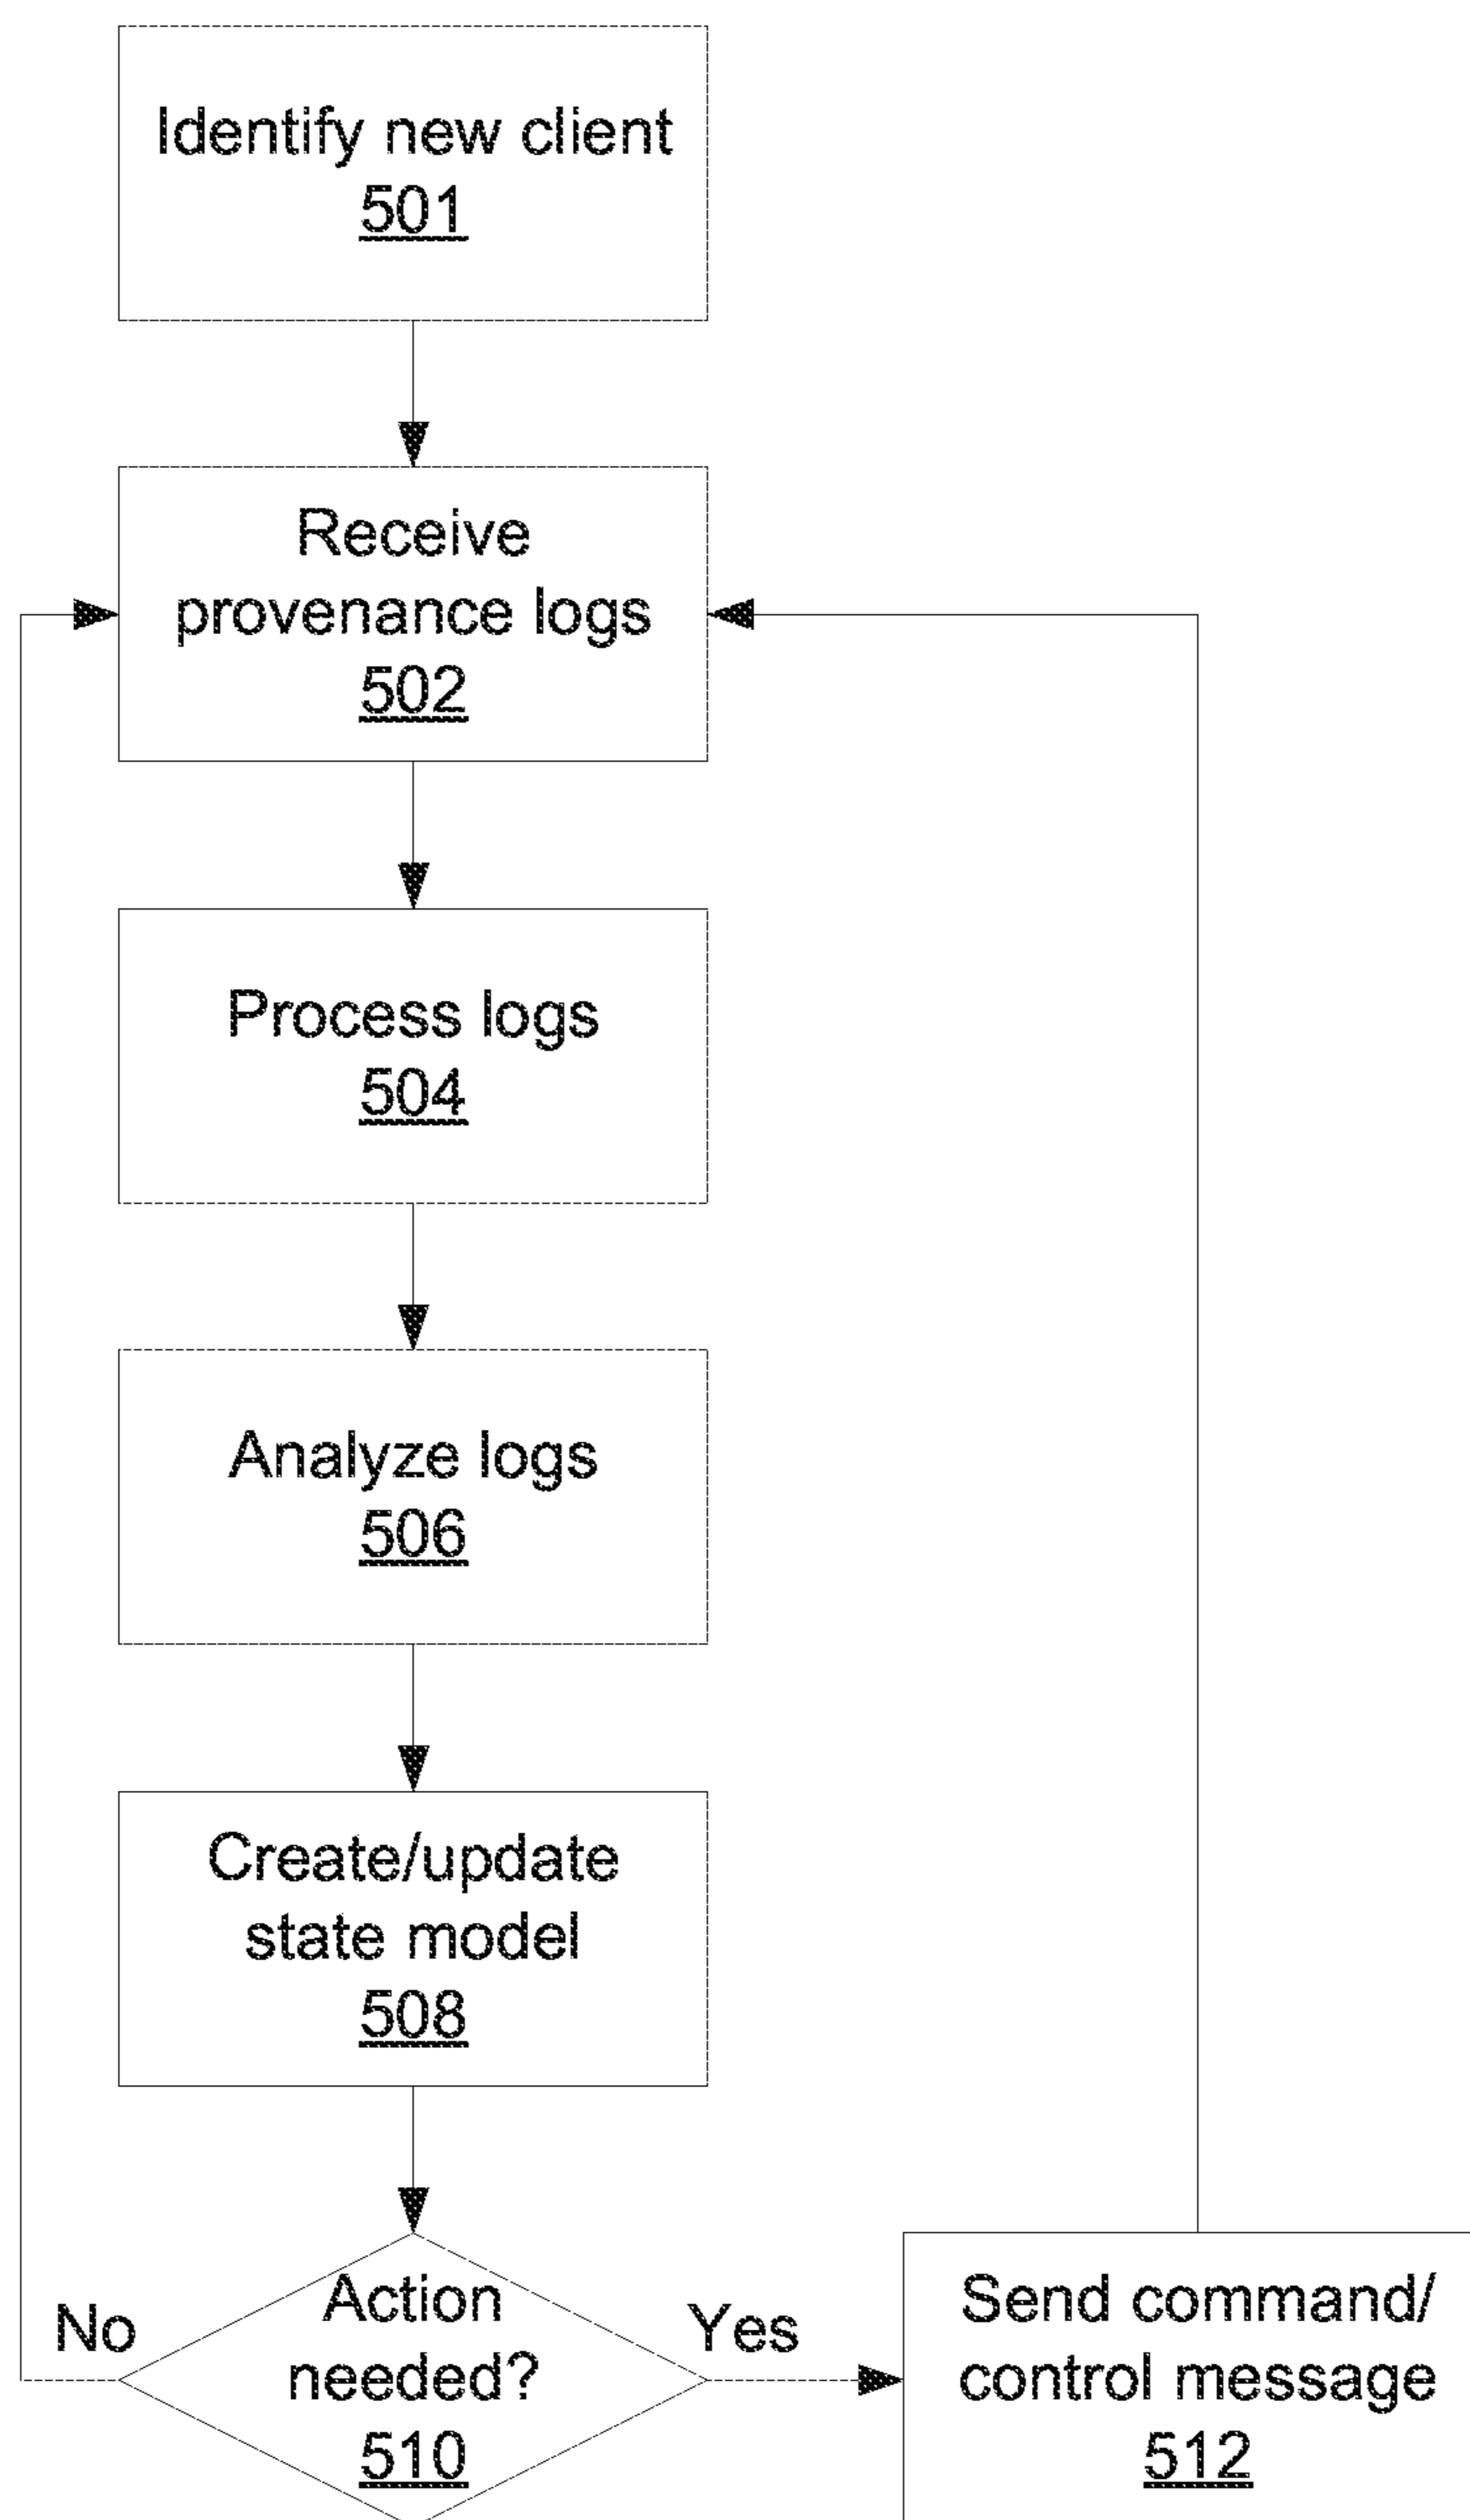 Identify new client
501
Receive
provenance logs
502
Process logs
504
Analyze logs
506
Create/update
state model
508
No
Action
needed?
510
Yes
Send command/
control message
512